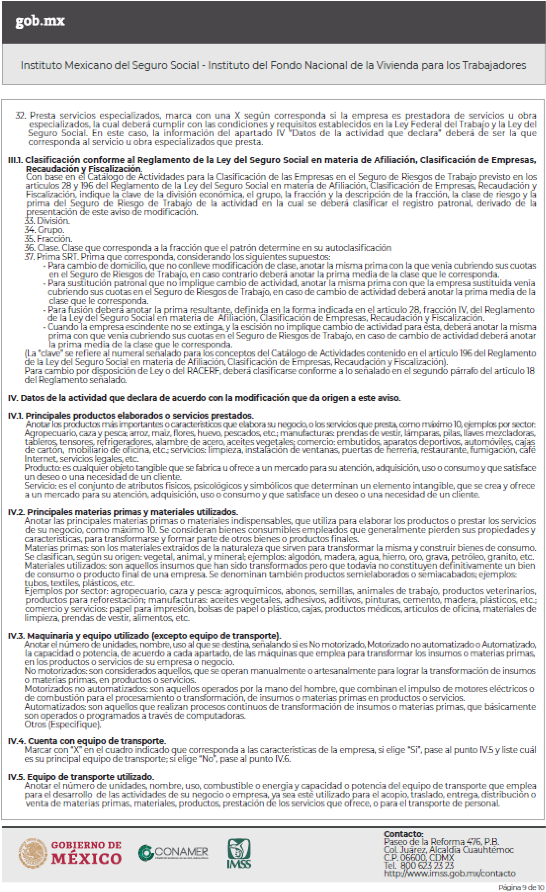 gob.mx
Instituto Mexicano del Seguro Social - Instituto del Fondo Nacional de la Vivienda para los Trabajadores
32. Presta servicios especializados, marca con una X según corresponda si la empresa es prestadora de servicios u obra
especializados, la cual deberá cumplir con las condiciones y requisitos establecidos en la Ley Federal del Trabajo y la Ley del
Seguro Social. En este caso, la información del apartado IV "Datos de la actividad que declara" deberá de ser la que
corresponda al servicio u obra especializados que presta.
III.1. Clasificación conforme al Reglamento de la Ley del Seguro Social en materia de Afiliación, Clasificación de Empresas,
Recaudación y Fiscalización.
Con base en el Catálogo de Actividades para la Clasificación de las Empresas en el Seguro de Riesgos de Trabajo previsto en los
artículos 28 y 196 del Reglamento de la Ley del Seguro Social en materia de Afiliación, Clasificación de Empresas, Recaudación y
Fiscalización, indique la clave de la división económica, el grupo, la fracción y la descripción de la fracción, la clase de riesgo y la
prima del Seguro de Riesgo de Trabajo de la actividad en la cual se deberá clasificar el registro patronal, derivado de la
presentación de este aviso de modificación.
33. División.
34. Grupo.
35. Fracción.
36. Clase. Clase que corresponda a la fracción que el patrón determine en su autoclasificación
37. Prima SRT. Prima que corresponda, considerando los siguientes supuestos:
- Para cambio de domicilio, que no conlleve modificación de clase, anotar la misma prima con la que venía cubriendo sus cuotas
en el Seguro de Riesgos de Trabajo, en caso contrario deberá anotar la prima media de la clase que le corresponda.
- Para sustitución patronal que no implique cambio de actividad, anotar la misma prima con que la empresa sustituida venía
cubriendo sus cuotas en el Seguro de Riesgos de Trabajo, en caso de cambio de actividad deberá anotar la prima media de la
clase que le corresponda.
- Para fusión deberá anotar la prima resultante, definida en la forma indicada en el artículo 28, fracción IV, del Reglamento
de la Ley del Seguro Social en materia de Afiliación, Clasificación de Empresas, Recaudación y Fiscalización.
- Cuando la empresa escindente no se extinga, y la escisión no implique cambio de actividad para ésta, deberá anotar la misma
prima con que venía cubriendo sus cuotas en el Seguro de Riesgos de Trabajo, en caso de cambio de actividad deberá anotar
la prima media de la clase que le corresponda.
(La "clave" se refiere al numeral señalado para los conceptos del Catálogo de Actividades contenido en el artículo 196 del Reglamento
de la Ley del Seguro Social en materia de Afiliación, Clasificación de Empresas, Recaudación y Fiscalización).
Para cambio por disposición de Ley o del RACERF, deberá clasificarse conforme a lo señalado en el segundo párrafo del artículo 18
del Reglamento señalado.
IV. Datos de la actividad que declara de acuerdo con la modificación que da origen a este aviso.
IV.1. Principales productos elaborados o servicios prestados.
Anotar los productos más importantes o característicos que elabora su negocio, o los servicios que presta, como máximo 10, ejemplos por sector:
Agropecuario, caza y pesca: arroz, maíz, flores, huevo, pescados, etc.; manufacturas: prendas de vestir, lámparas, pilas, llaves mezcladoras,
tableros, tensores, refrigeradores, alambre de acero, aceites vegetales; comercio: embutidos, aparatos deportivos, automóviles, cajas
de cartón, mobiliario de oficina, etc.; servicios: limpieza, instalación de ventanas, puertas de herrería, restaurante, fumigación, café
Internet, servicios legales, etc.
Producto: es cualquier objeto tangible que se fabrica u ofrece a un mercado para su atención, adquisición, uso o consumo y que satisface
un deseo o una necesidad de un cliente.
Servicio: es el conjunto de atributos físicos, psicológicos y simbólicos que determinan un elemento intangible, que se crea y ofrece
a un mercado para su atención, adquisición, uso o consumo y que satisface un deseo o una necesidad de un cliente.
IV.2. Principales materias primas y materiales utilizados.
Anotar las principales materias primas o materiales indispensables, que utiliza para elaborar los productos o prestar los servicios
de su negocio, como máximo 10. Se consideran bienes consumibles empleados que generalmente pierden sus propiedades y
características, para transformarse y formar parte de otros bienes o productos finales.
Materias primas: son los materiales extraídos de la naturaleza que sirven para transformar la misma y construir bienes de consumo.
Se clasifican, según su origen: vegetal, animal, y mineral; ejemplos: algodón, madera, agua, hierro, oro, grava, petróleo, granito, etc.
Materiales utilizados: son aquellos insumos que han sido transformados pero que todavía no constituyen definitivamente un bien
de consumo o producto final de una empresa. Se denominan también productos semielaborados o semiacabados; ejemplos:
tubos, textiles, plásticos, etc.
Ejemplos por sector: agropecuario, caza y pesca: agroquímicos, abonos, semillas, animales de trabajo, productos veterinarios,
productos para reforestación; manufacturas: aceites vegetales, adhesivos, aditivos, pinturas, cemento, madera, plásticos, etc.;
comercio y servicios: papel para impresión, bolsas de papel o plástico, cajas, productos médicos, artículos de oficina, materiales de
limpieza, prendas de vestir, alimentos, etc.
IV.3. Maquinaria y equipo utilizado (excepto equipo de transporte).
Anotar el número de unidades, nombre, uso al que se destina, señalando si es No motorizado, Motorizado no automatizado o Automatizado,
la capacidad o potencia, de acuerdo a cada apartado, de las máquinas que emplea para transformar los insumos o materias primas,
en los productos o servicios de su empresa o negocio.
No motorizados: son considerados aquellos, que se operan manualmente o artesanalmente para lograr la transformación de insumos
o materias primas, en productos o servicios.
Motorizados no automatizados: son aquellos operados por la mano del hombre, que combinan el impulso de motores eléctricos o
de combustión para el procesamiento o transformación, de insumos o materias primas en productos o servicios.
Automatizados: son aquellos que realizan procesos continuos de transformación de insumos o materias primas, que básicamente
son operados o programados a través de computadoras.
Otros (Especifique).
IV.4. Cuenta con equipo de transporte.
Marcar con "X" en el cuadro indicado que corresponda a las características de la empresa, si elige "Sí", pase al punto IV.5 y liste cuál
es su principal equipo de transporte; si elige "No", pase al punto IV.6.
IV.5. Equipo de transporte utilizado.
Anotar el número de unidades, nombre, uso, combustible o energía y capacidad o potencia del equipo de transporte que emplea
para el desarrollo de las actividades de su negocio o empresa, ya sea este utilizado para el acopio, traslado, entrega, distribución o
venta de materias primas, materiales, productos, prestación de los servicios que ofrece, o para el transporte de personal.
GOBIERNO DE
MÉXICO
CONAMER
IMSS
Contacto:
Paseo de la Reforma 476, P.B.
Col. Juárez, Alcaldía Cuauhtémoc
C.P. 06600, CDMX
Tel. 800 623 23 23
http://www.imss.gob.mx/contacto
Página 9 de 10